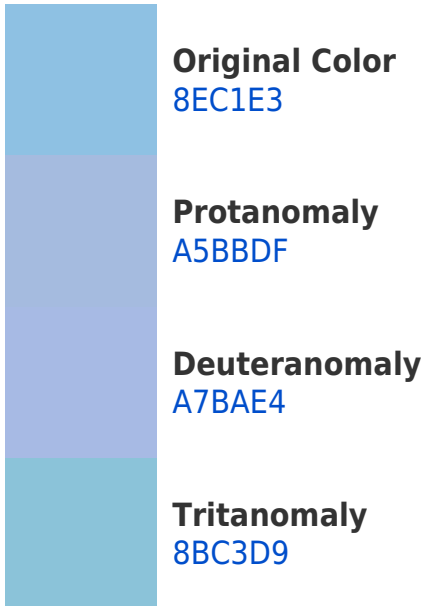 Original Color
8EC1E3
Protanomaly
A5BBDF
Deuteranomaly
A7BAE4
Tritanomaly
8BC3D9